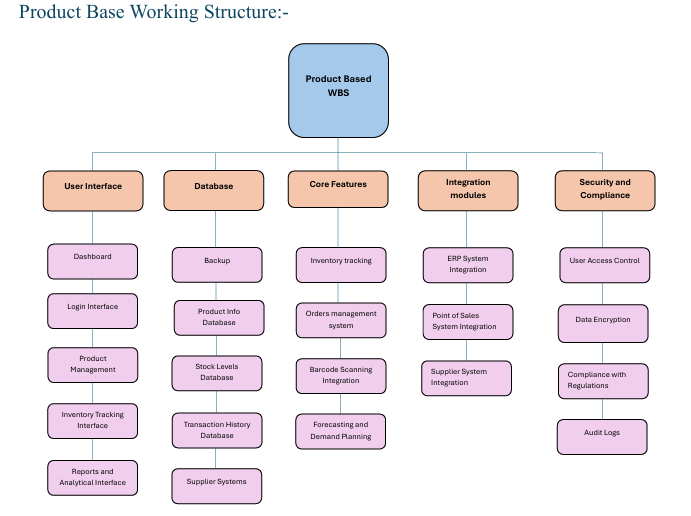 Product Base Working Structure:-
Product Based
WBS
User Interface
Database
Core Features
Integration
modules
Security and
Compliance
Dashboard
Login Interface
Product
Management
Inventory Tracking
Interface
Reports and
Analytical Interface
Backup
Product Info
Database
Stock Levels
Database
Transaction History
Database
Supplier Systems
Inventory tracking
Orders management
system
Barcode Scanning
Integration
Forecasting and
Demand Planning
ERP System
Integration
Point of Sales
System Integration
Supplier System
Integration
User Access Control
Data Encryption
Compliance with
Regulations
Audit Logs